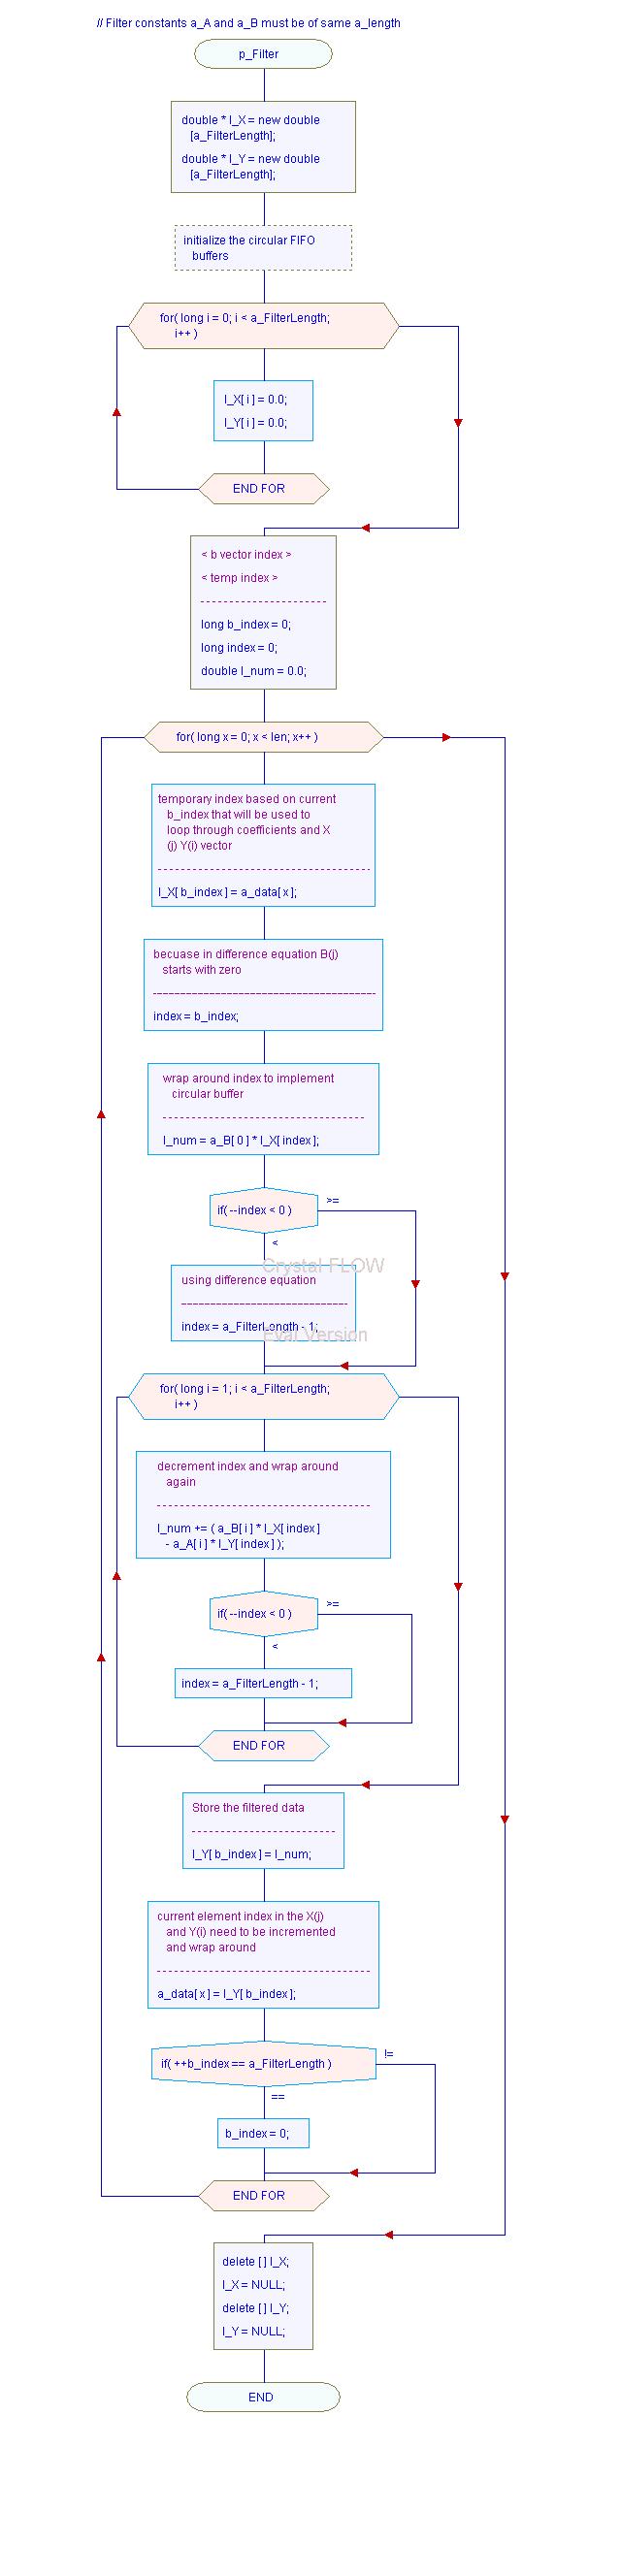 // Filter constants a_A and a_B must be of same a_length
p_Filter
double * l_X = new double
[a_FilterLength];
double * l_Y = new double
[a_FilterLength];
initialize the circular FIFO
buffers
for( long i = 0; i < a_FilterLength;
i++ )
l_X[ i ] = 0.0;
l_Y[ i ] = 0.0;
END FOR
< b vector index >
< temp index >
long b_index = 0;
long index = 0;
double l_num = 0.0;
for( long x = 0; x < len; x++ )
temporary index based on current
b_index that will be used to
loop through coefficients and X
(j) Y(i) vector
l_X[ b_index ] = a_data[ x ];
becuase in difference equation B(j)
starts with zero
index = b_index;
wrap around index to implement
circular buffer
l_num = a_B[ 0 ] * l_X[ index ];
if( --index < 0 )
>=
<
Crystal FLOW
using difference equation
index = a_FilterLength - 1;
Eval Version
for( long i = 1; i < a_FilterLength;
i++ )
decrement index and wrap around
again
l_num += ( a_B[ i ] * l_X[ index ]
- a_A[ i ] * l_Y[ index ] );
if( --index < 0 )
>=
<
index = a_FilterLength - 1;
END FOR
Store the filtered data
l_Y[ b_index ] = l_num;
current element index in the X(j)
and Y(i) need to be incremented
and wrap around
a_data[ x ] = l_Y[ b_index ];
if( ++b_index == a_FilterLength )
!=
==
b_index = 0;
END FOR
delete [ ] l_X;
l_X = NULL;
delete [ ] l_Y;
l_Y = NULL;
END